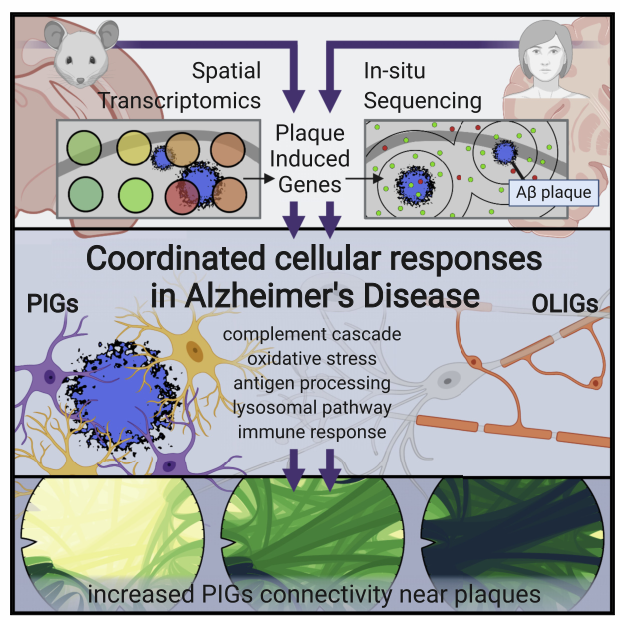 Spatial
Transcriptomics
In-situ
Sequencing
Plaque
Induced
Genes
Aβ plaque
Coordinated cellular responses
in Alzheimer's Disease
PIGs
OLIGs
complement cascade
oxidative stress
antigen processing
lysosomal pathway
immune response
increased PIGs connectivity near plaques